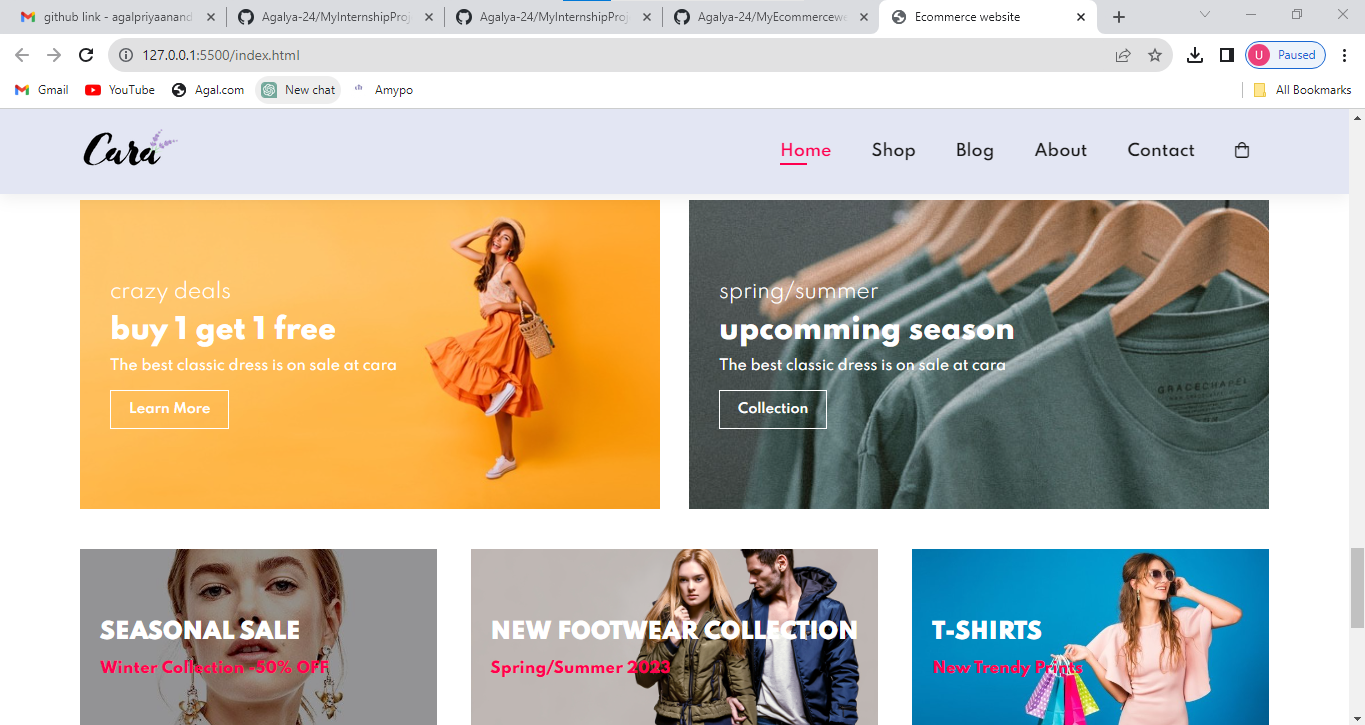 github link - agalpriyaanand
Agalya-24/MyInternshipProj
Agalya-24/MyInternshipProj
Agalya-24/MyEcommercewe
Ecommerce website
127.0.0.1:5500/index.html
U Paused
Gmail
YouTube
Agal.com
New chat
Amypo
All Bookmarks
Cara
Home
Shop
Blog
About
Contact
crazy deals
buy 1 get 1 free
The best classic dress is on sale at cara
Learn More
spring/summer
upcomming season
The best classic dress is on sale at cara
Collection
GRACECHAPEL
SEASONAL SALE
Winter Collection -50% OFF
NEW FOOTWEAR COLLECTION
Spring/Summer 2023
T-SHIRTS
New Trendy Prints